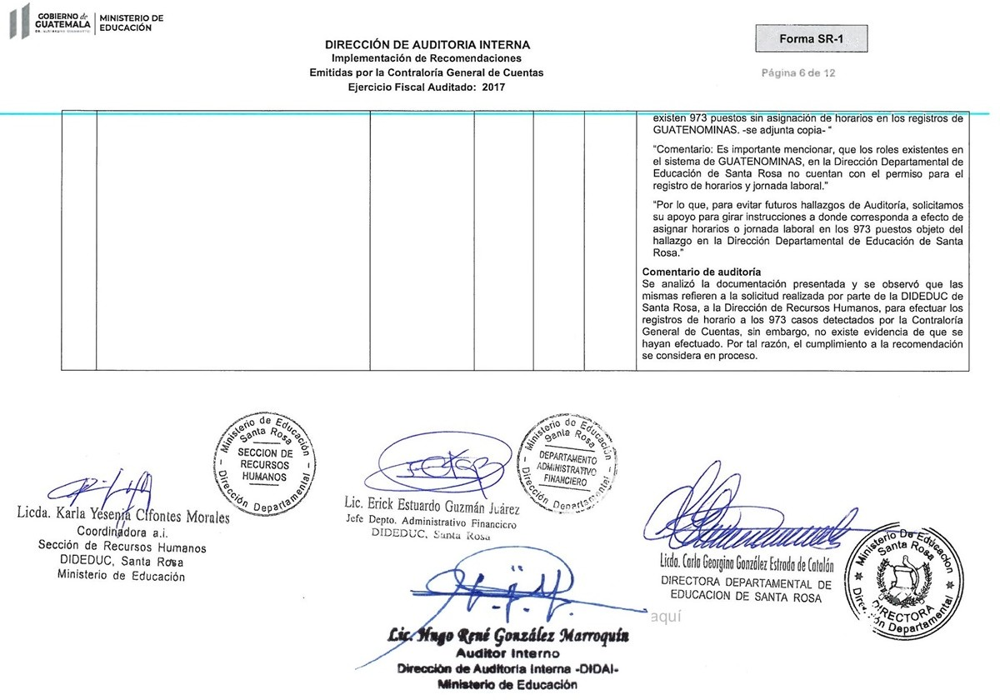 GOBIERNO de
GUATEMALA
MINISTERIO DE
EDUCACIÓN
DIRECCIÓN DE AUDITORIA INTERNA
Implementación de Recomendaciones
Emitidas por la Contraloría General de Cuentas
Ejercicio Fiscal Auditado: 2017
Forma SR-1
Página 6 de 12
existen 973 puestos sin asignación de horarios en los registros de
GUATENOMINAS. -se adjunta copia- “
“Comentario: Es importante mencionar, que los roles existentes en
el sistema de GUATENOMINAS, en la Dirección Departamental de
Educación de Santa Rosa no cuentan con el permiso para el
registro de horarios y jornada laboral.”
“Por lo que, para evitar futuros hallazgos de Auditoría, solicitamos
su apoyo para girar instrucciones a donde corresponda a efecto de
asignar horarios o jornada laboral en los 973 puestos objeto del
hallazgo en la Dirección Departamental de Educación de Santa
Rosa.”
Comentario de auditoría
Se analizó la documentación presentada y se observó que las
mismas refieren a la solicitud realizada por parte de la DIDEDUC de
Santa Rosa, a la Dirección de Recursos Humanos, para efectuar los
registros de horario a los 973 casos detectados por la Contraloría
General de Cuentas, sin embargo, no existe evidencia de que se
hayan efectuado. Por tal razón, el cumplimiento a la recomendación
se considera en proceso.
Ministerio de Educación
Santa Rosa
SECCIÓN DE
RECURSOS
HUMANOS
Dirección Departamental
Licda. Karla Yesenia Cifontes Morales
Coordinadora a.i.
Sección de Recursos Humanos
DIDEDUC, Santa Rosa
Ministerio de Educación
Ministerio de Educación
Santa Rosa
DEPARTAMENTO
ADMINISTRATIVO
FINANCIERO
Dirección Departamental
Lic. Erick Estuardo Guzmán Juárez
Jefe Depto. Administrativo Financiero
DIDEDUC, Santa Rosa
Licda. Carla Georgina González Estrada de Catalán
DIRECTORA DEPARTAMENTAL DE
EDUCACION DE SANTA ROSA
Ministerio De Educacion
Santa Rosa
DIRECTORA
Dirección Departamental
aquí
Lic. Hugo René González Marroquín
Auditor Interno
Dirección de Auditoría Interna -DIDAI-
Ministerio de Educación